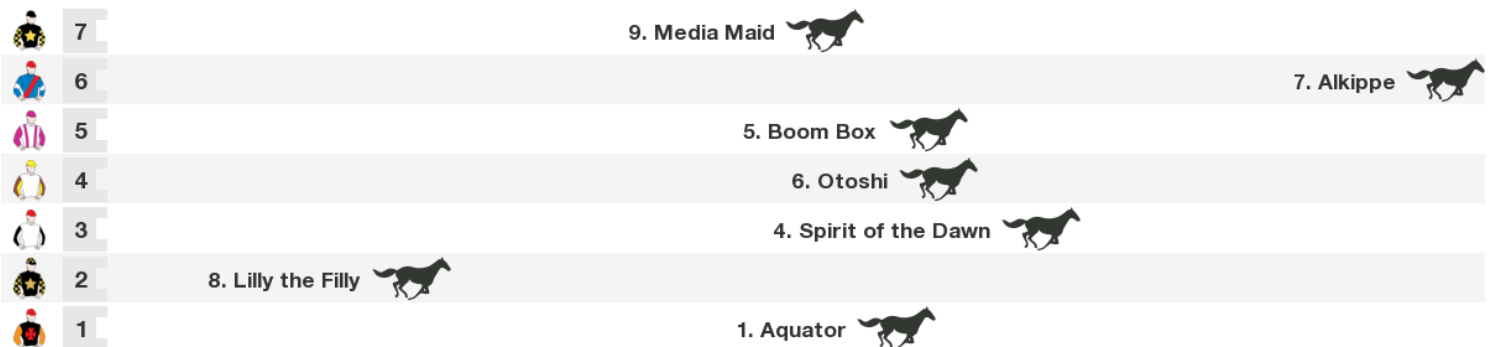 7 9. Media Maid
6 7. Alkippe
5 5. Boom Box
4 6. Otoshi
3 4. Spirit of the Dawn
2 8. Lilly the Filly
1 1. Aquator